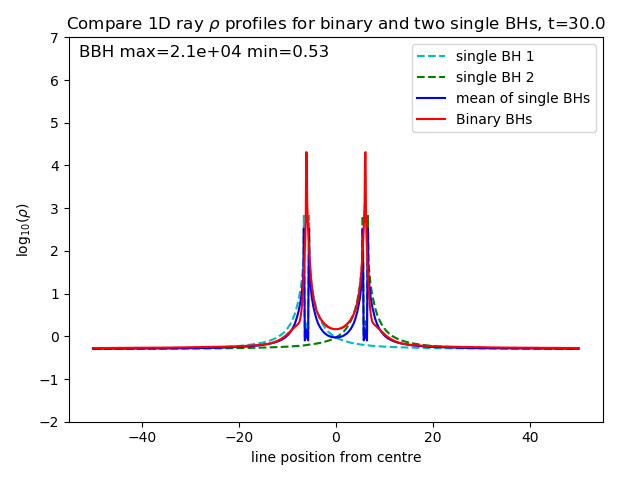 Compare 1D ray ρ profiles for binary and two single BHs, t=30.0
BBH max=2.1e+04 min=0.53
single BH 1
single BH 2
mean of single BHs
Binary BHs
7
6
5
4
3
2
1
0
−1
−2
log₁₀(ρ)
−40
−20
0
20
40
line position from centre